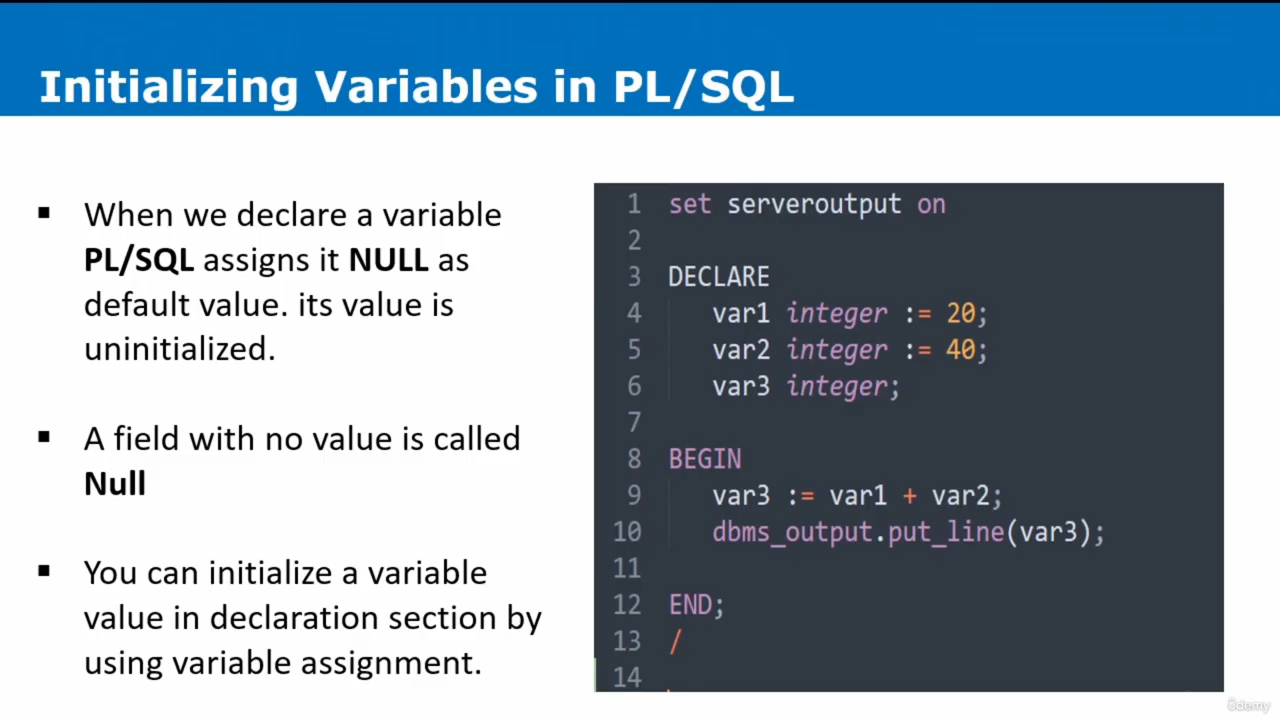 Initializing Variables in PL/SQL
▪ When we declare a variable
PL/SQL assigns it NULL as
default value. its value is
uninitialized.
▪ A field with no value is called
Null
▪ You can initialize a variable
value in declaration section by
using variable assignment.
1 set serveroutput on
2
3 DECLARE
4 var1 integer := 20;
5 var2 integer := 40;
6 var3 integer;
7
8 BEGIN
9 var3 := var1 + var2;
10 dbms_output.put_line(var3);
11
12 END;
13 /
14
ûdemy